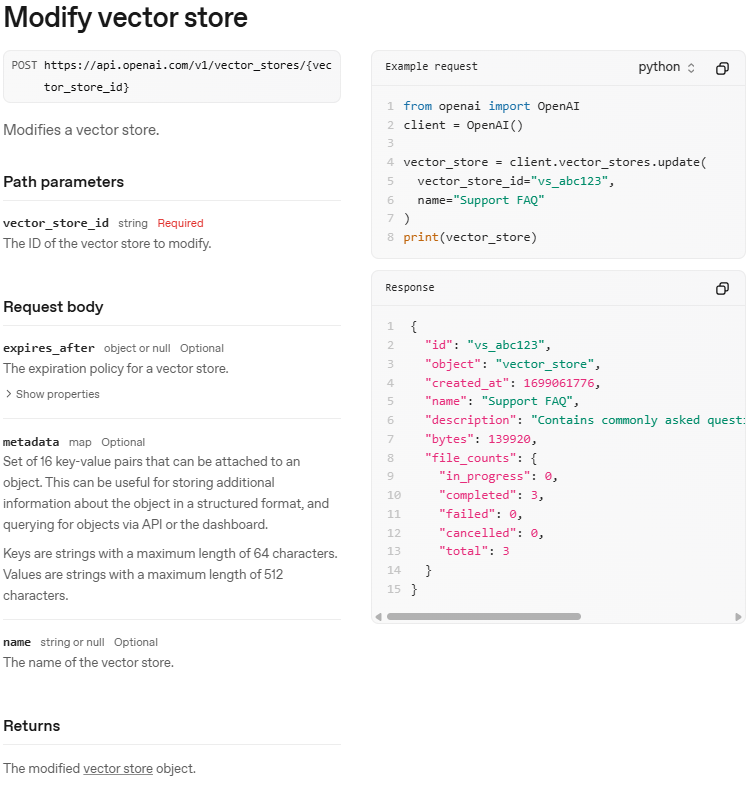 Modify vector store
POST https://api.openai.com/v1/vector_stores/{vec
tor_store_id}
Modifies a vector store.
Path parameters
vector_store_id string Required
The ID of the vector store to modify.
Request body
expires_after object or null Optional
The expiration policy for a vector store.
Show properties
metadata map Optional
Set of 16 key-value pairs that can be attached to an
object. This can be useful for storing additional
information about the object in a structured format, and
querying for objects via API or the dashboard.
Keys are strings with a maximum length of 64 characters.
Values are strings with a maximum length of 512
characters.
name string or null Optional
The name of the vector store.
Returns
The modified vector store object.
Example request python
1 from openai import OpenAI
2 client = OpenAI()
3
4 vector_store = client.vector_stores.update(
5   vector_store_id="vs_abc123",
6   name="Support FAQ"
7 )
8 print(vector_store)
Response
1 {
2   "id": "vs_abc123",
3   "object": "vector_store",
4   "created_at": 1699061776,
5   "name": "Support FAQ",
6   "description": "Contains commonly asked
7   "bytes": 139920,
8   "file_counts": {
9     "in_progress": 0,
10     "completed": 3,
11     "failed": 0,
12     "cancelled": 0,
13     "total": 3
14   }
15 }